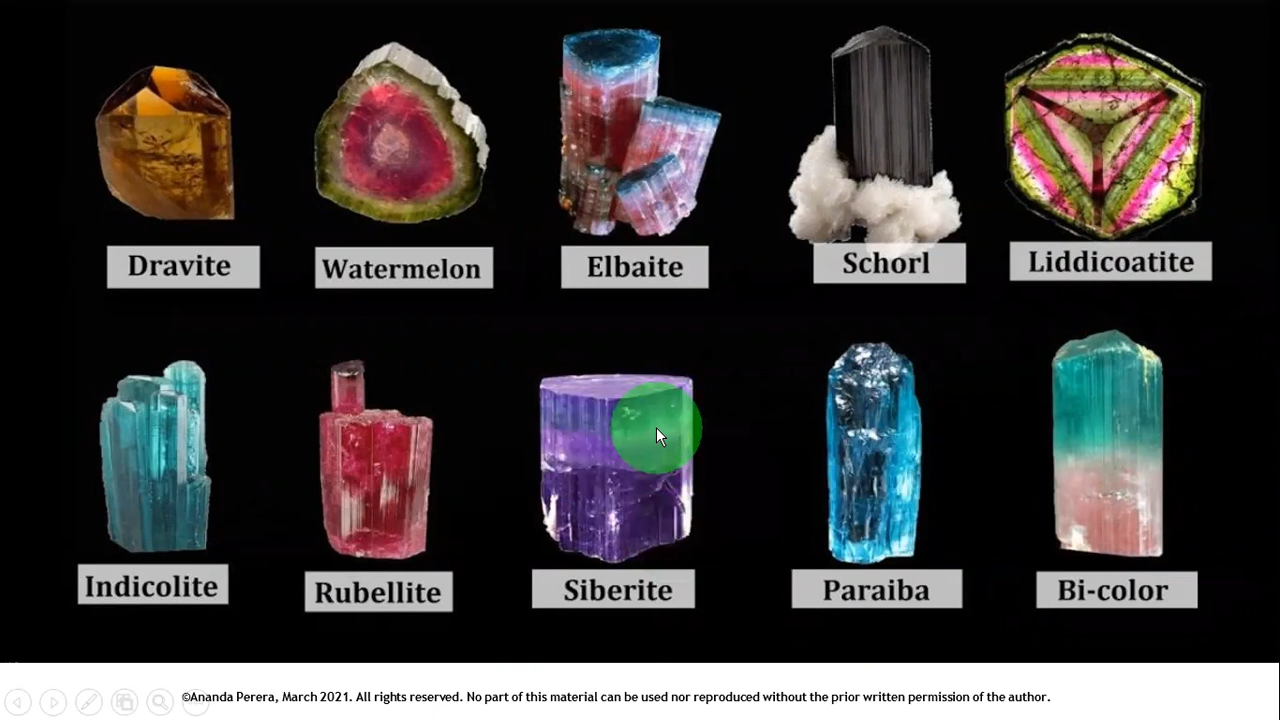 Dravite
Watermelon
Elbaite
Schorl
Liddicoatite
Indicolite
Rubellite
Siberite
Paraiba
Bi-color
©Ananda Perera, March 2021. All rights reserved. No part of this material can be used nor reproduced without the prior written permission of the author.